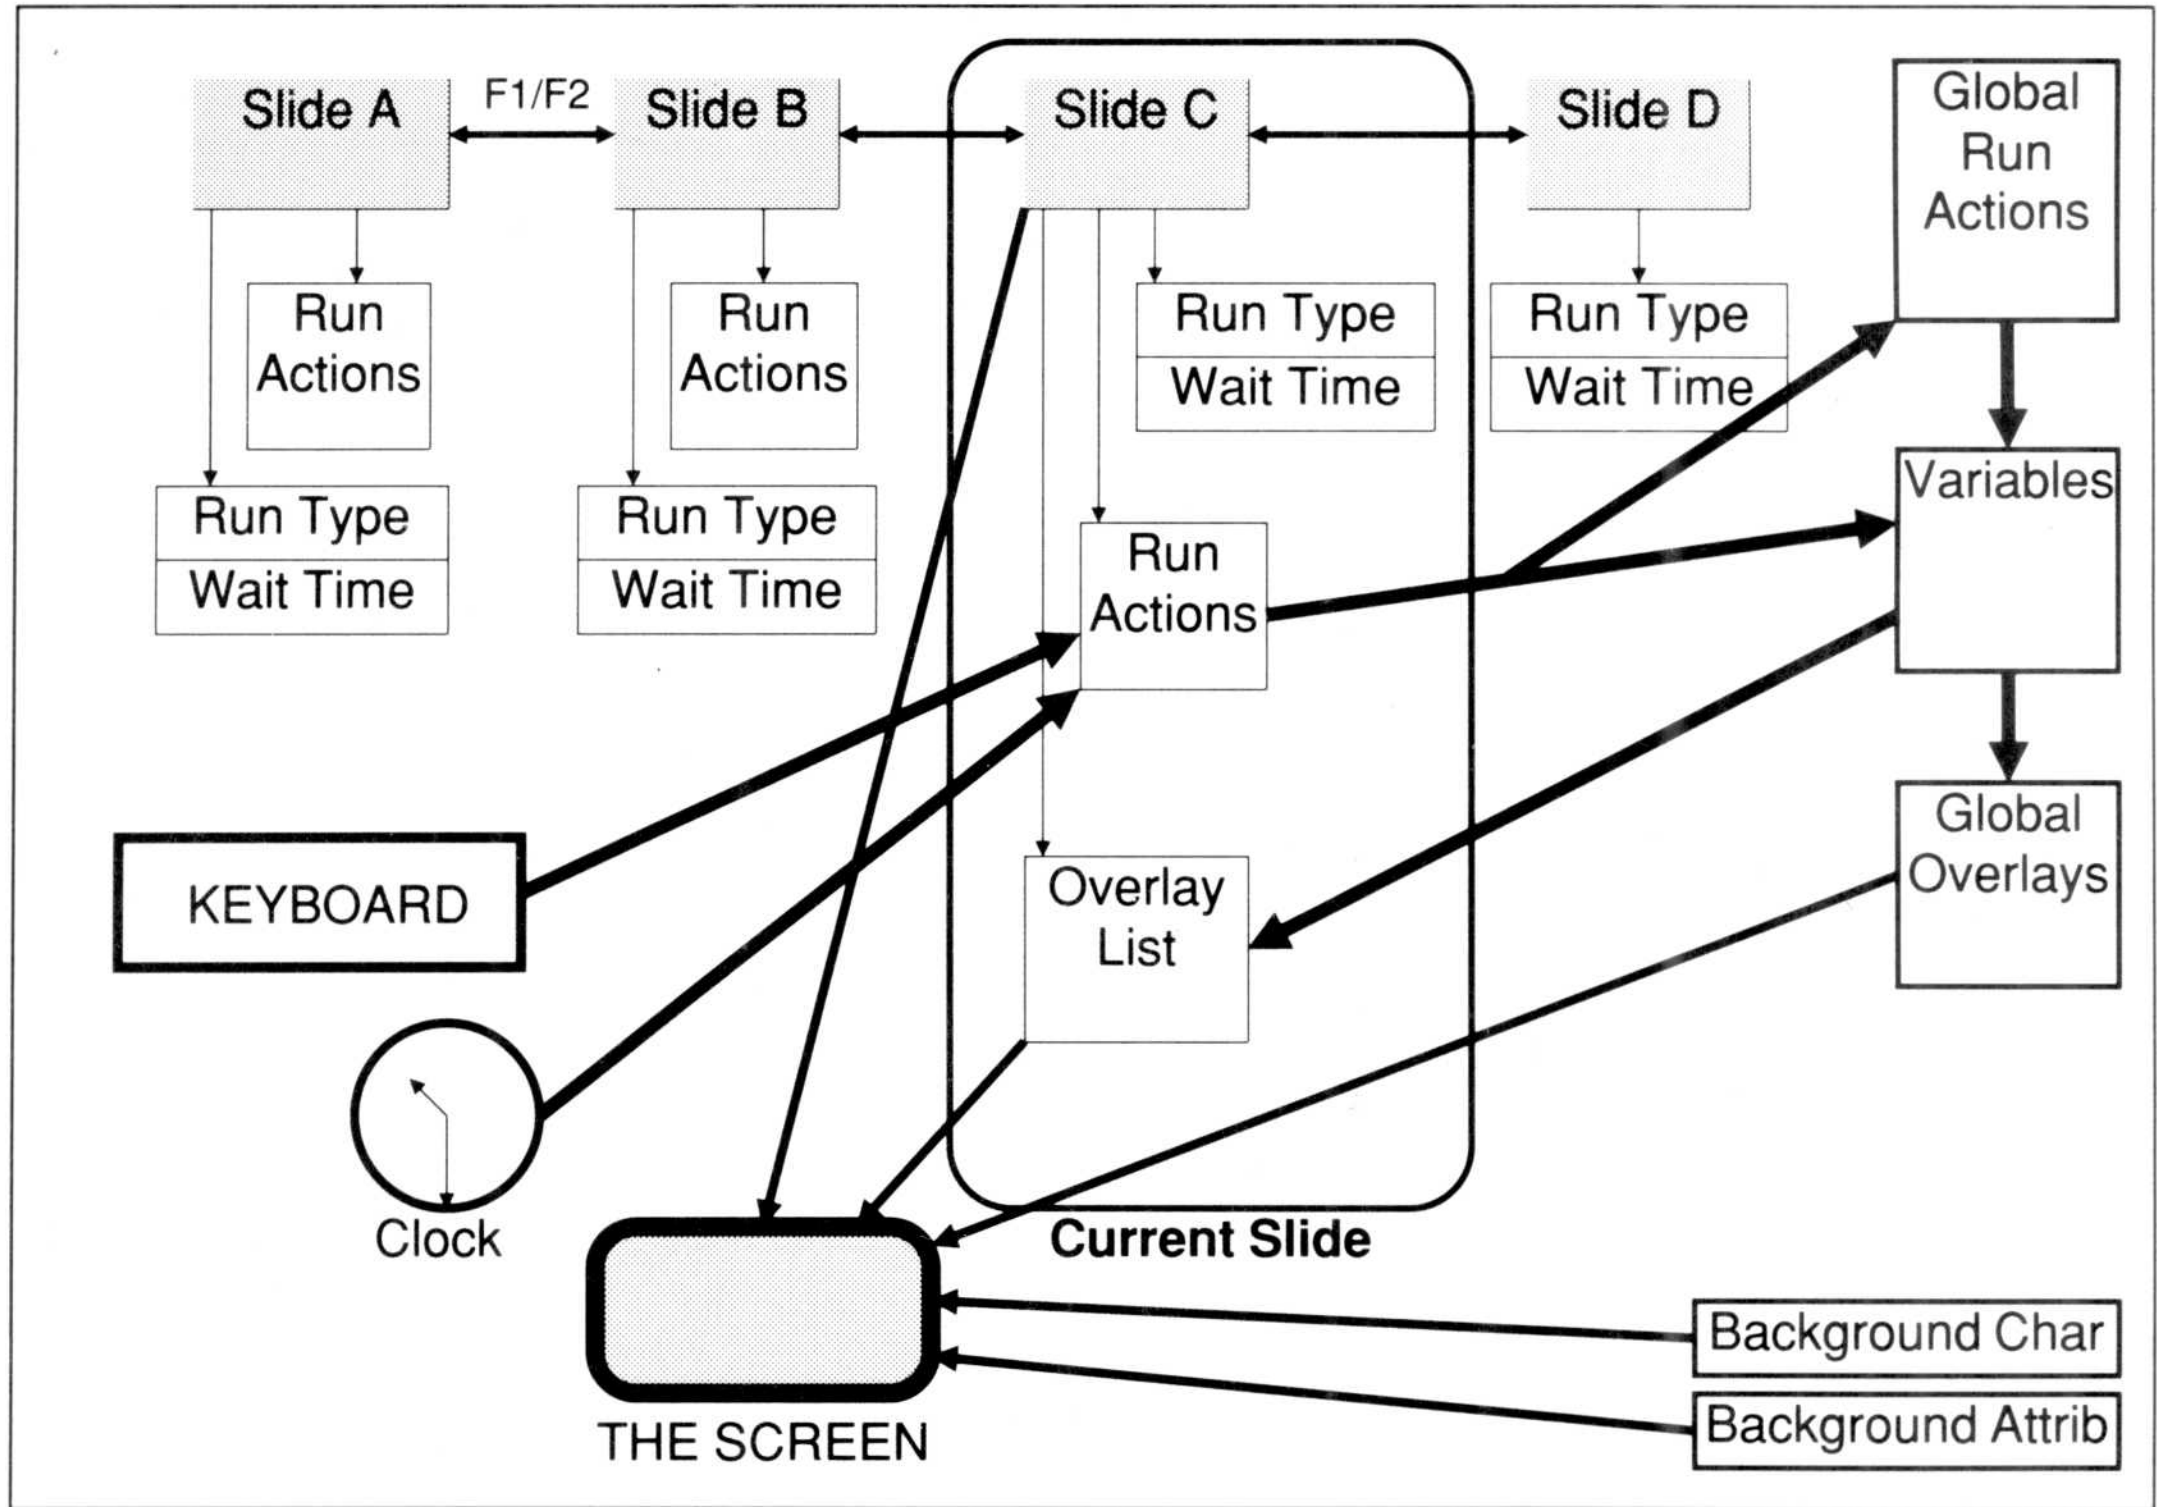 Slide A
F1/F2
Slide B
Slide C
Slide D
Global
Run
Actions
Run
Actions
Run
Actions
Run Type
Wait Time
Run Type
Wait Time
Variables
Run Type
Wait Time
Run Type
Wait Time
Run
Actions
Global
Overlays
KEYBOARD
Overlay
List
Clock
Current Slide
Background Char
Background Attrib
THE SCREEN